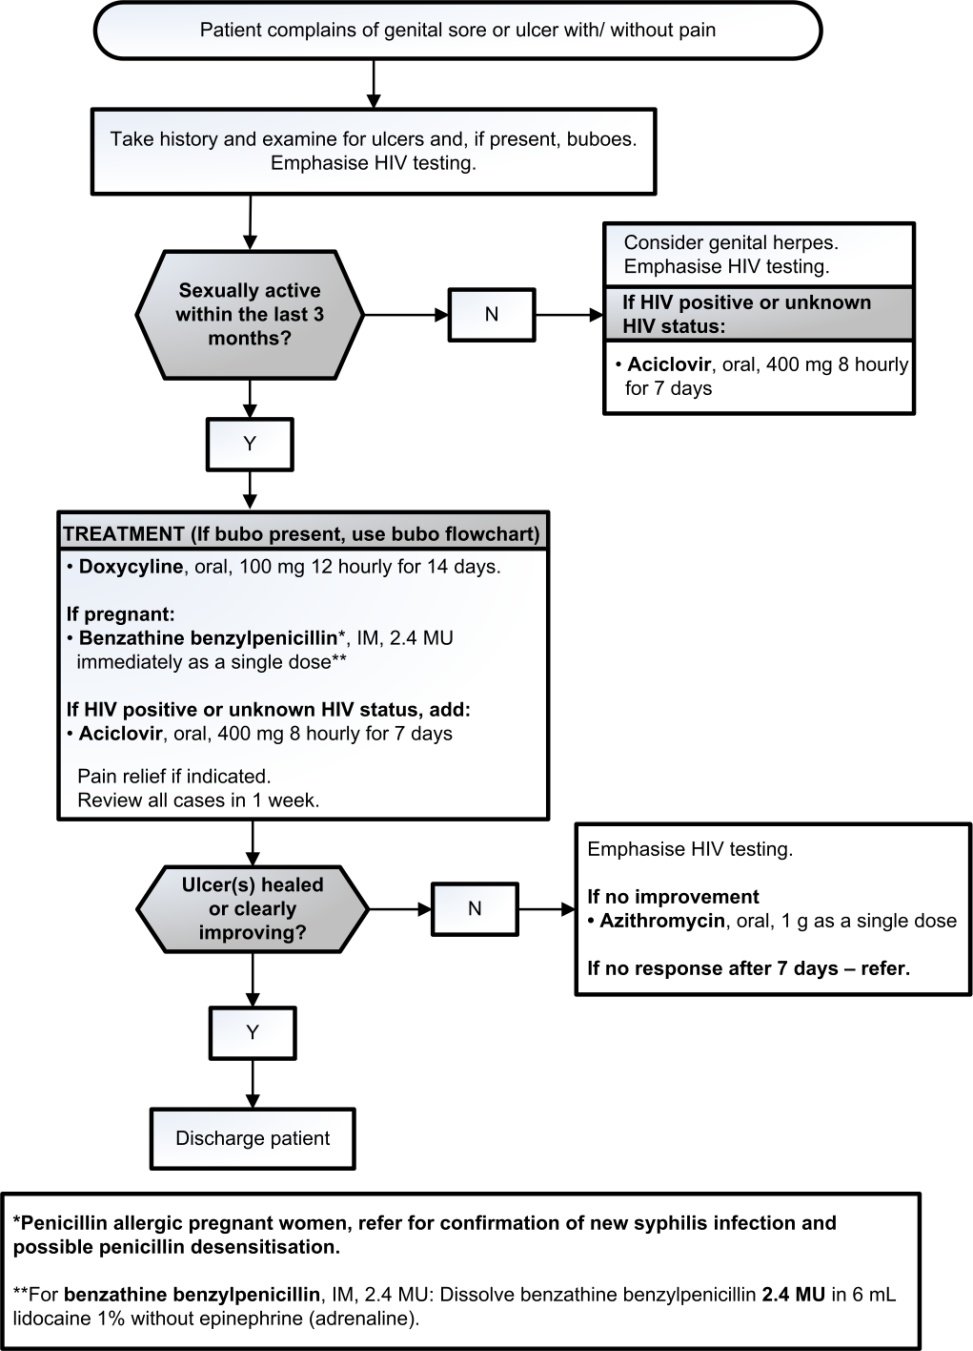 Patient complains of genital sore or ulcer with/ without pain
Take history and examine for ulcers and, if present, buboes.
Emphasise HIV testing.
Sexually active
within the last 3
months?
N
Consider genital herpes.
Emphasise HIV testing.
If HIV positive or unknown
HIV status:
• Aciclovir, oral, 400 mg 8 hourly
for 7 days
Y
TREATMENT (If bubo present, use bubo flowchart)
• Doxycyline, oral, 100 mg 12 hourly for 14 days.
If pregnant:
• Benzathine benzylpenicillin*, IM, 2.4 MU
immediately as a single dose**
If HIV positive or unknown HIV status, add:
• Aciclovir, oral, 400 mg 8 hourly for 7 days
Pain relief if indicated.
Review all cases in 1 week.
Ulcer(s) healed
or clearly
improving?
N
Emphasise HIV testing.
If no improvement
• Azithromycin, oral, 1 g as a single dose
If no response after 7 days – refer.
Y
Discharge patient
*Penicillin allergic pregnant women, refer for confirmation of new syphilis infection and
possible penicillin desensitisation.
**For benzathine benzylpenicillin, IM, 2.4 MU: Dissolve benzathine benzylpenicillin 2.4 MU in 6 mL
lidocaine 1% without epinephrine (adrenaline).